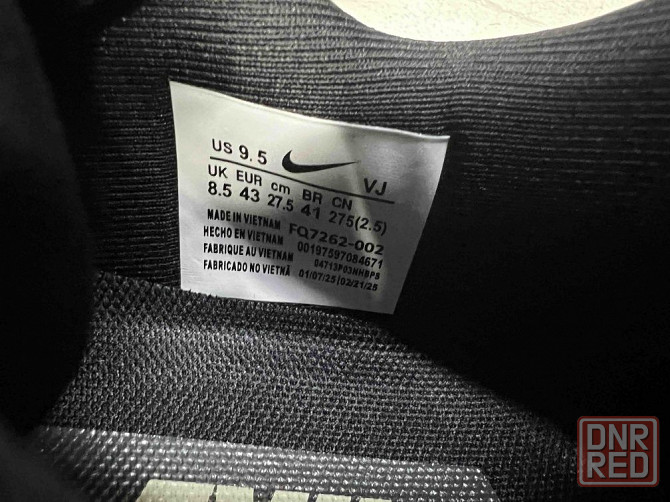 US 9.5
VJ
UK EUR cm BR CN
8.5 43 27.5 41 275(2.5)
MADE IN VIETNAM FQ7262-002
HECHO EN VIETNAM 00197597084671
FABRIQUE AU VIETNAM 04713P03NHBPS
FABRICADO NO VIETNÃ 01/07/25 | 02/21/25
DNR
RED